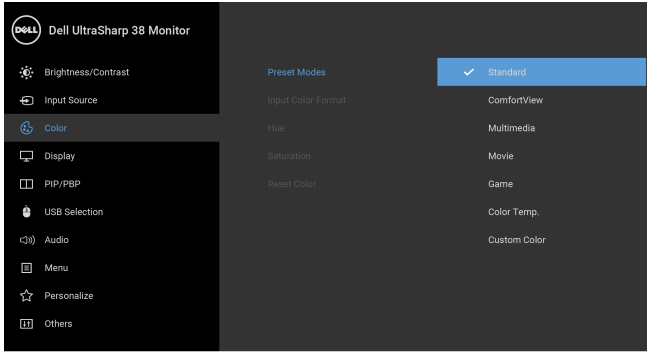 DELL Dell UltraSharp 38 Monitor
Brightness/Contrast
Input Source
Color
Display
PIP/PBP
USB Selection
Audio
Menu
Personalize
Others
Preset Modes
Input Color Format
Hue
Saturation
Reset Color
Standard
ComfortView
Multimedia
Movie
Game
Color Temp.
Custom Color